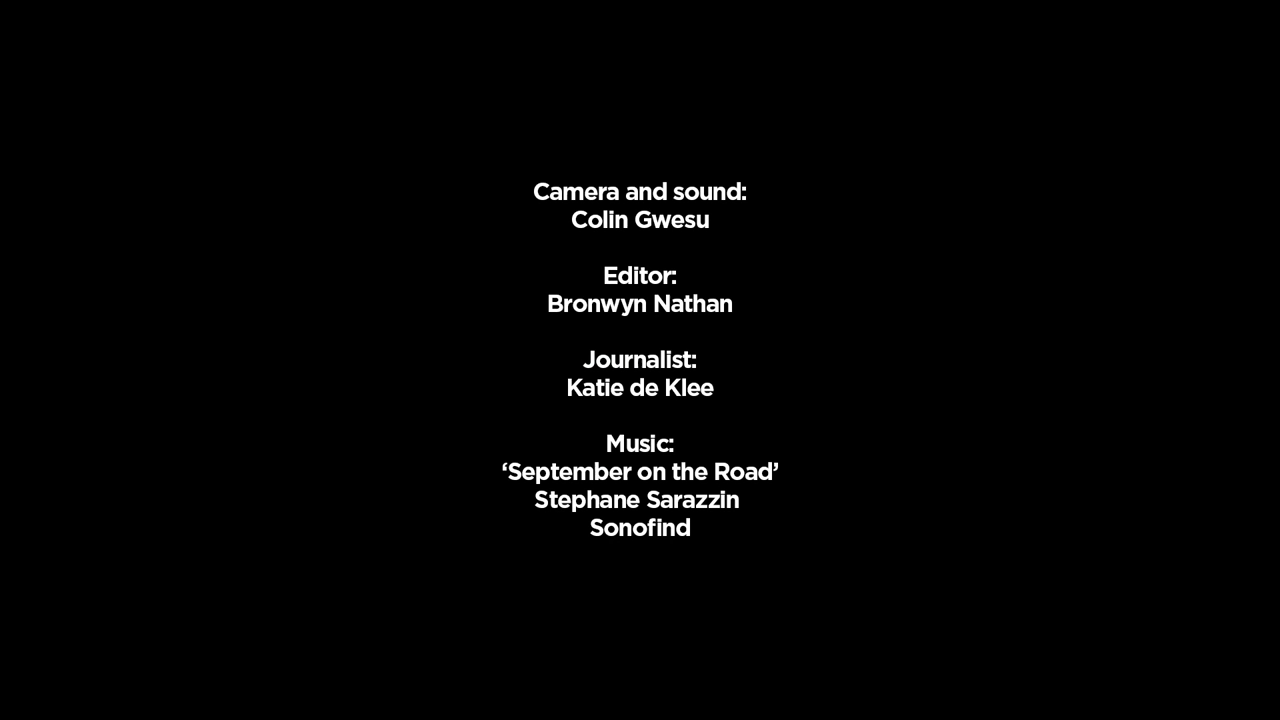 Camera and sound:
Colin Gwesu
Editor:
Bronwyn Nathan
Journalist:
Katie de Klee
Music:
‘September on the Road’
Stephane Sarazzin
Sonofind